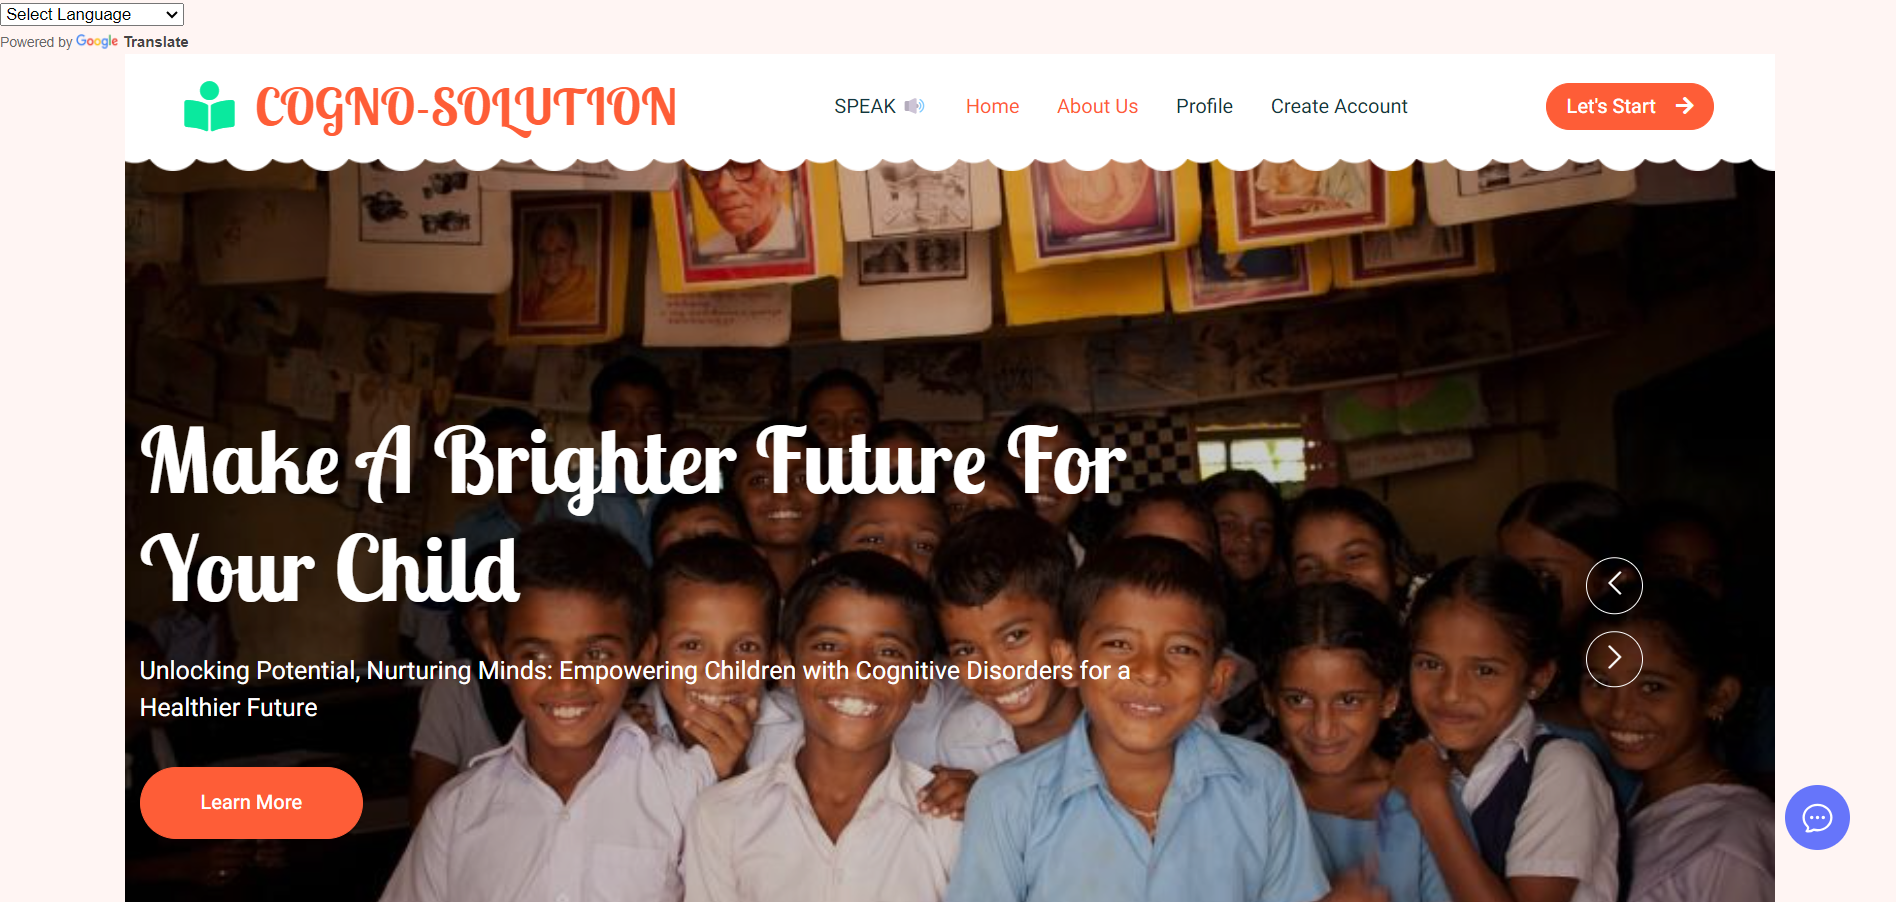 Select Language
Powered by Google Translate
COGNO-SOLUTION
SPEAK Home About Us Profile Create Account Let's Start
Make A Brighter Future For
Your Child
Unlocking Potential, Nurturing Minds: Empowering Children with Cognitive Disorders for a
Healthier Future
Learn More